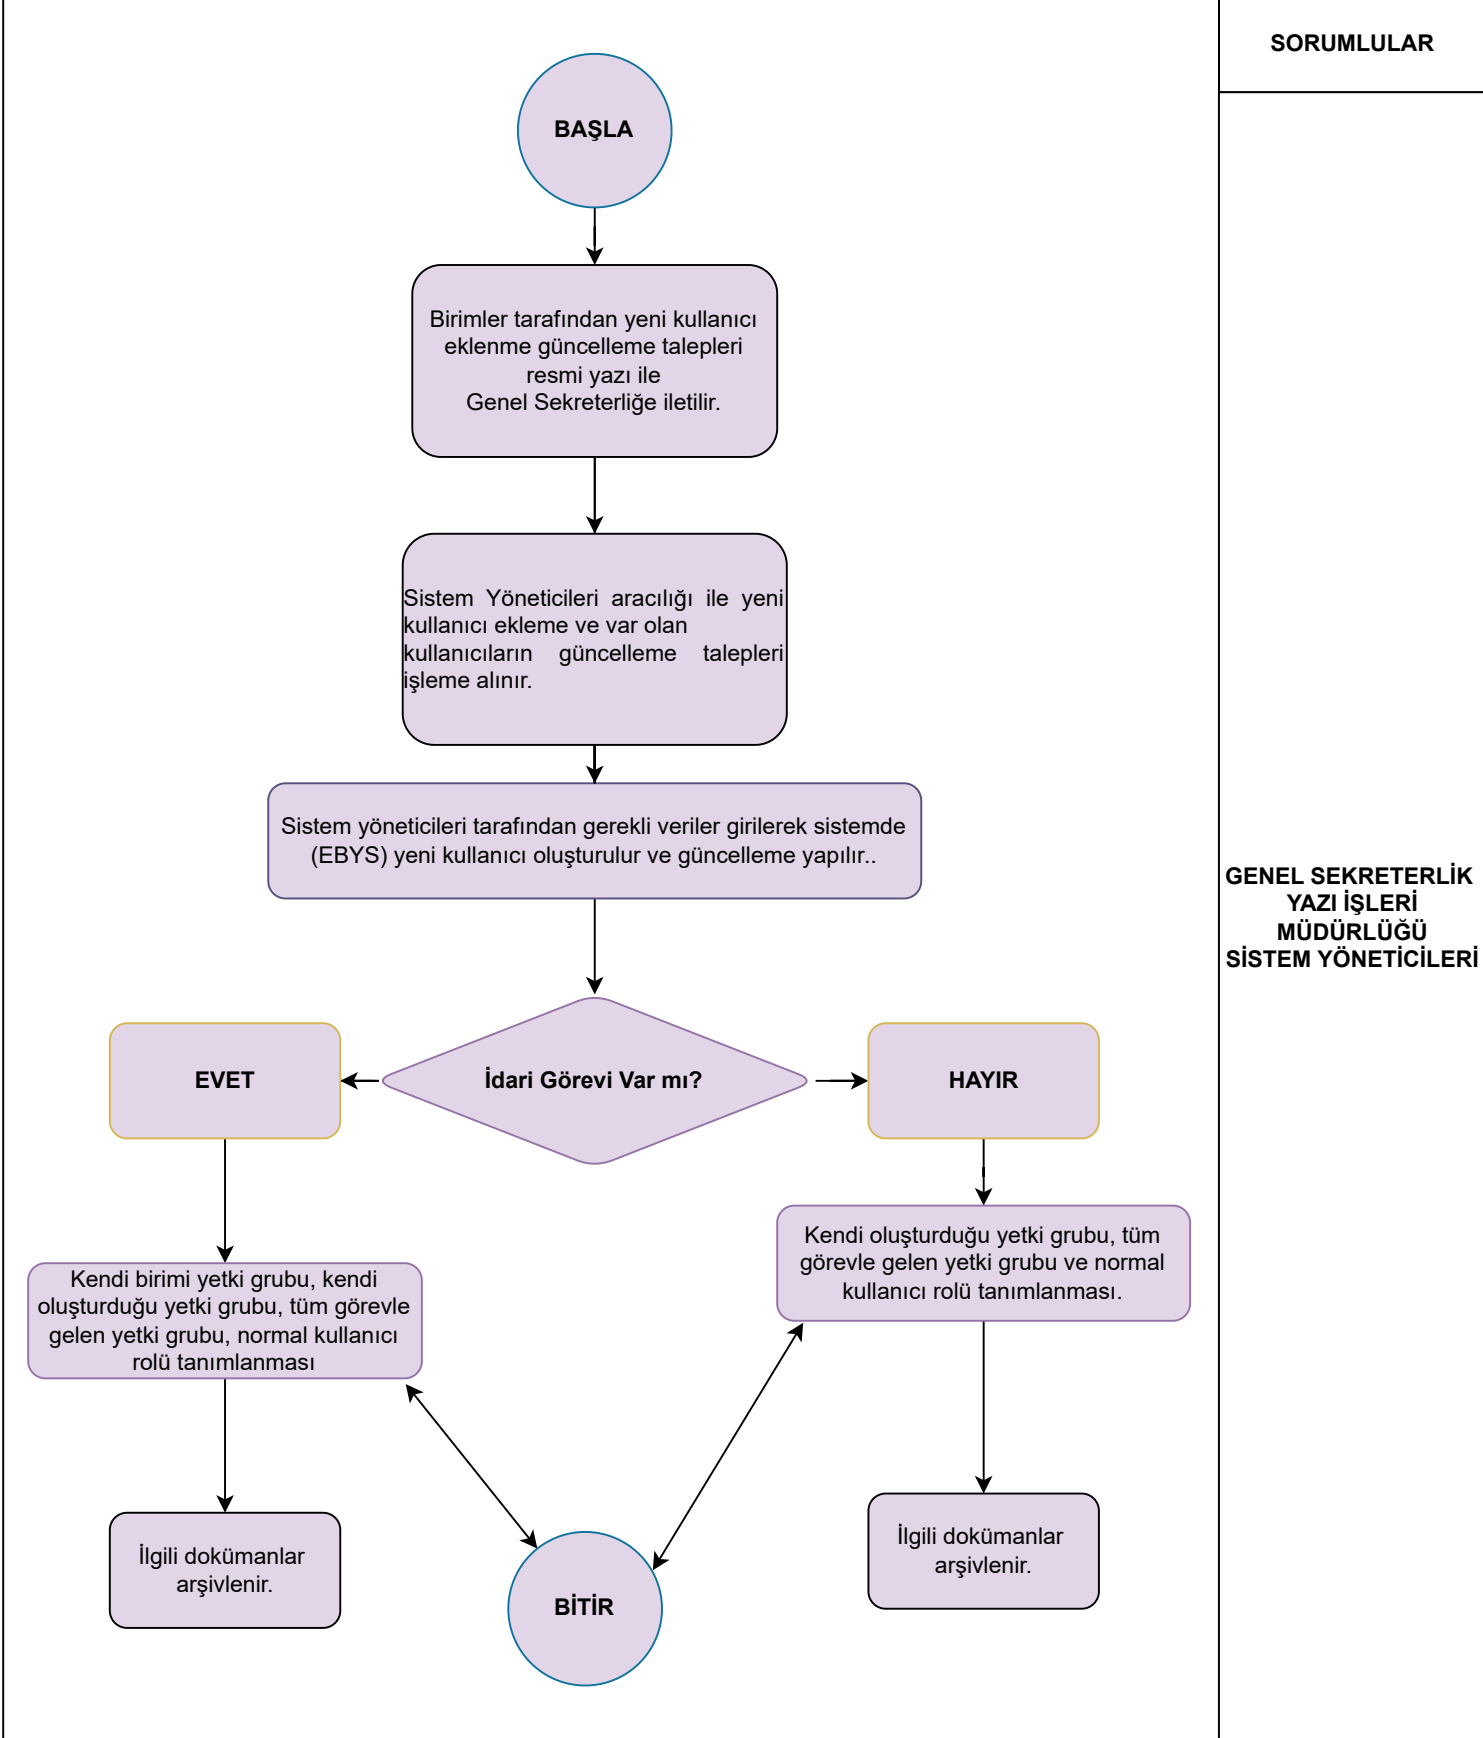 SORUMLULAR
BAŞLA
Birimler tarafından yeni kullanıcı
eklenme güncelleme talepleri
resmi yazı ile
Genel Sekreterliğe iletilir.
Sistem Yöneticileri aracılığı ile yeni
kullanıcı ekleme ve var olan
kullanıcıların güncelleme talepleri
işleme alınır.
Sistem yöneticileri tarafından gerekli veriler girilerek sistemde
(EBYS) yeni kullanıcı oluşturulur ve güncelleme yapılır..
GENEL SEKRETERLİK
YAZI İŞLERİ
MÜDÜRLÜĞÜ
SİSTEM YÖNETİCİLERİ
EVET
İdari Görevi Var mı?
HAYIR
Kendi birimi yetki grubu, kendi
oluşturduğu yetki grubu, tüm görevle
gelen yetki grubu, normal kullanıcı
rolü tanımlanması
Kendi oluşturduğu yetki grubu, tüm
görevle gelen yetki grubu ve normal
kullanıcı rolü tanımlanması.
İlgili dokümanlar
arşivlenir.
BİTİR
İlgili dokümanlar
arşivlenir.